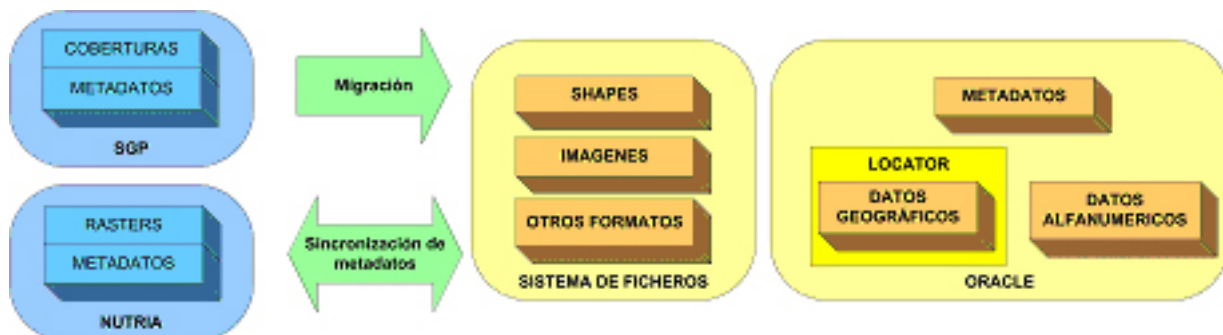 COBERTURAS
METADATOS
SGP
RASTERS
METADATOS
NUTRIA
Migración
Sincronización de
metadatos
SHAPES
IMAGENES
OTROS FORMATOS
SISTEMA DE FICHEROS
METADATOS
LOCATOR
DATOS
GEOGRÁFICOS
DATOS
ALFANUMERICOS
ORACLE